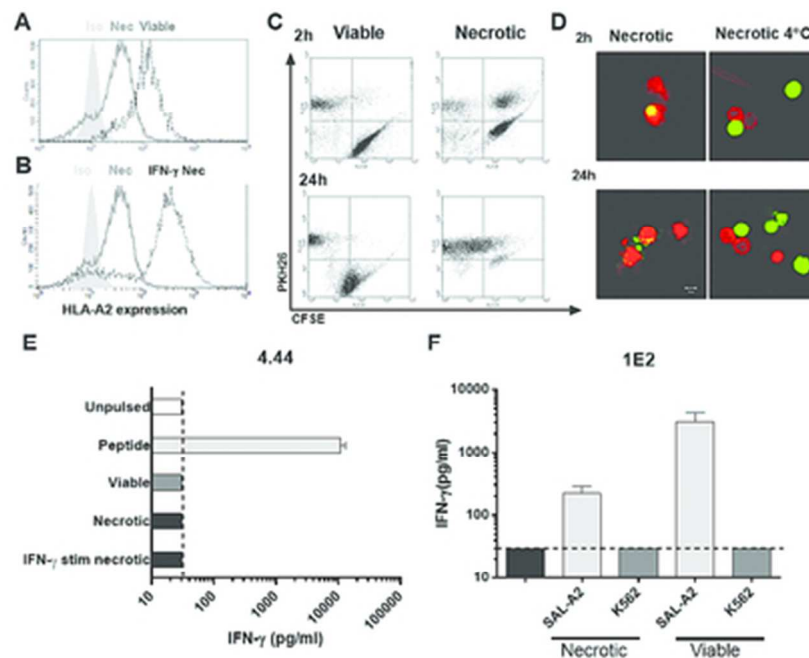 A
Iso Nec Viable
B
Iso Nec IFN-γ Nec
HLA-A2 expression
C
2h
Viable
Necrotic
24h
PKH26
CFSE
D
2h
Necrotic
Necrotic 4°C
24h
E
4.44
Unpulsed
Peptide
Viable
Necrotic
IFN-γ stim necrotic
10 100 1000 10000 100000
IFN-γ (pg/ml)
F
1E2
10000
1000
100
10
IFN-γ(pg/ml)
SAL-A2
K562
SAL-A2
K562
Necrotic
Viable